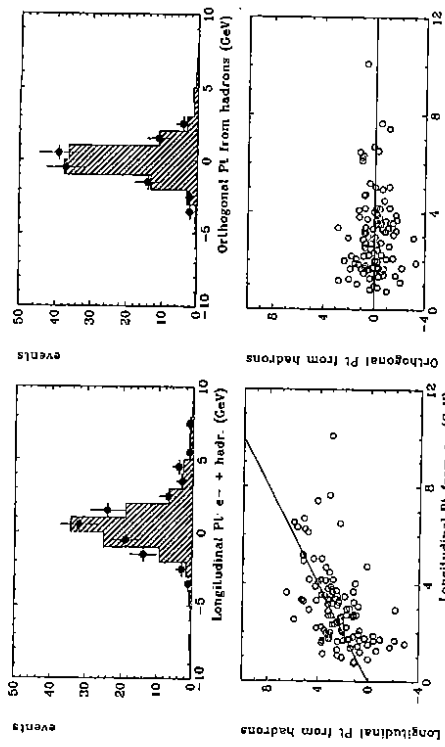 events
50
40
30
20
10
0
-10 -5 0 5 10
Longitudinal Pt e- + hadr. (GeV)
events
50
40
30
20
10
0
-10 -5 0 5 10
Orthogonal Pt from hadrons (GeV)
Longitudinal Pt from hadrons
8
4
0
-4
0 4 8 12
Longitudinal Pt from
Orthogonal Pt from hadrons
8
4
0
-4
0 4 8 12